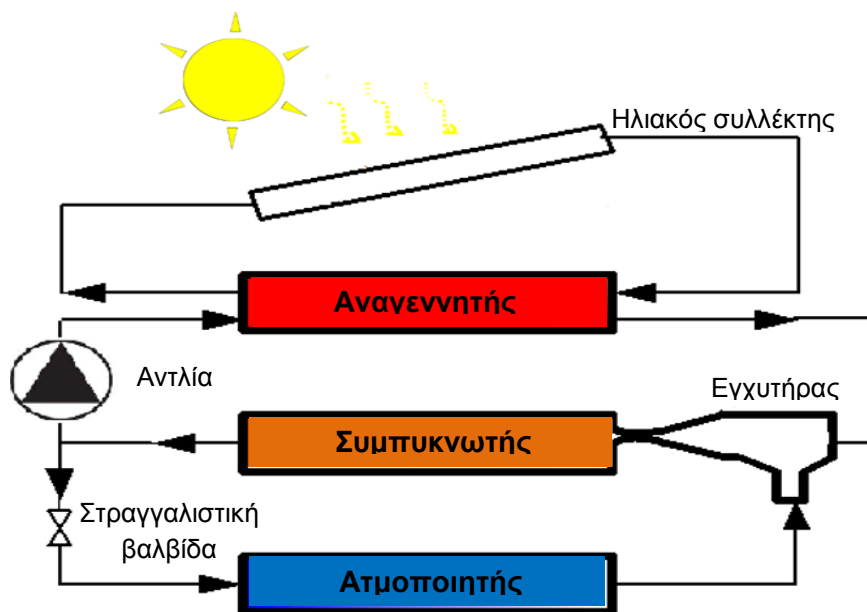 Ηλιακός συλλέκτης
Αναγεννητής
Αντλία
Εγχυτήρας
Συμπυκνωτής
Στραγγαλιστική
βαλβίδα
Ατμοποιητής